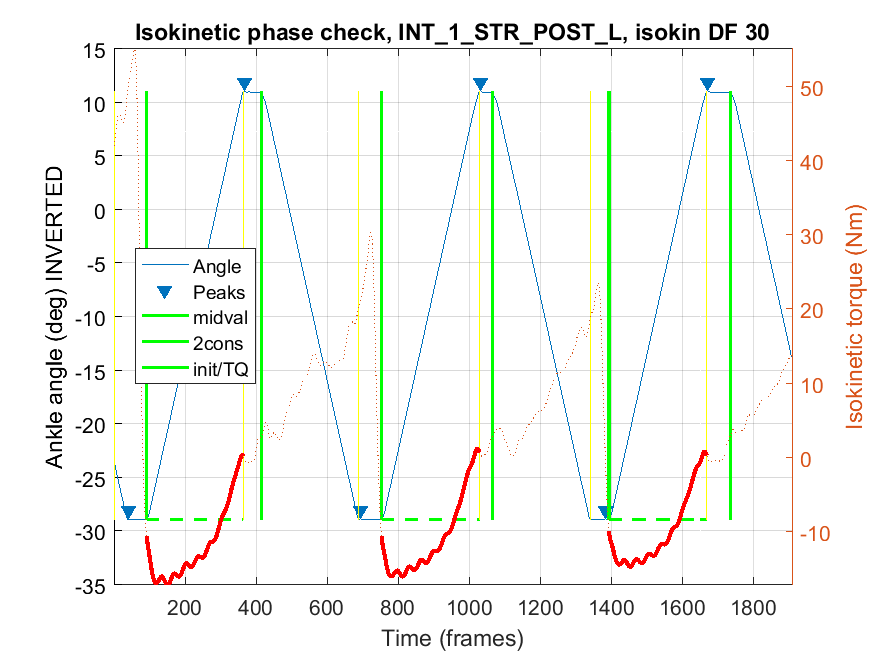 Isokinetic phase check, INT_1_STR_POST_L, isokin DF 30
Ankle angle (deg) INVERTED
15
10
5
0
-5
-10
-15
-20
-25
-30
-35
Angle
Peaks
midval
2cons
init/TQ
50
40
30
20
10
0
-10
Isokinetic torque (Nm)
200 400 600 800 1000 1200 1400 1600 1800
Time (frames)